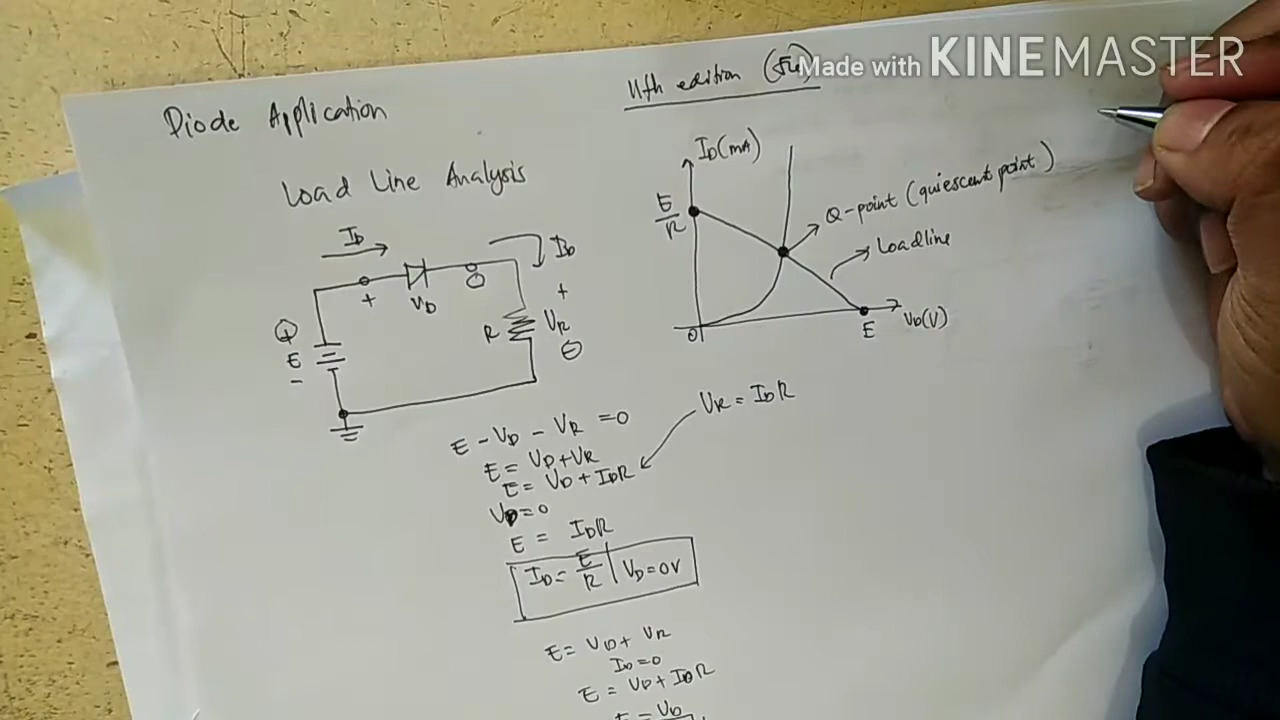 Made with KINEMASTER
11th edition
Diode Application
Load Line Analysis
ID
+
VD
ID
Q
E
-
R
+
VR
-
ID(mA)
E/R
Q-point (quiescent point)
Loadline
0
E
VD(V)
E - VD - VR = 0
VR = IDR
E = VD + VR
E = VD + IDR
VD = 0
E = IDR
ID = E/R | VD = 0V
E = VD + VR
ID = 0
E = VD + IDR
E = VD